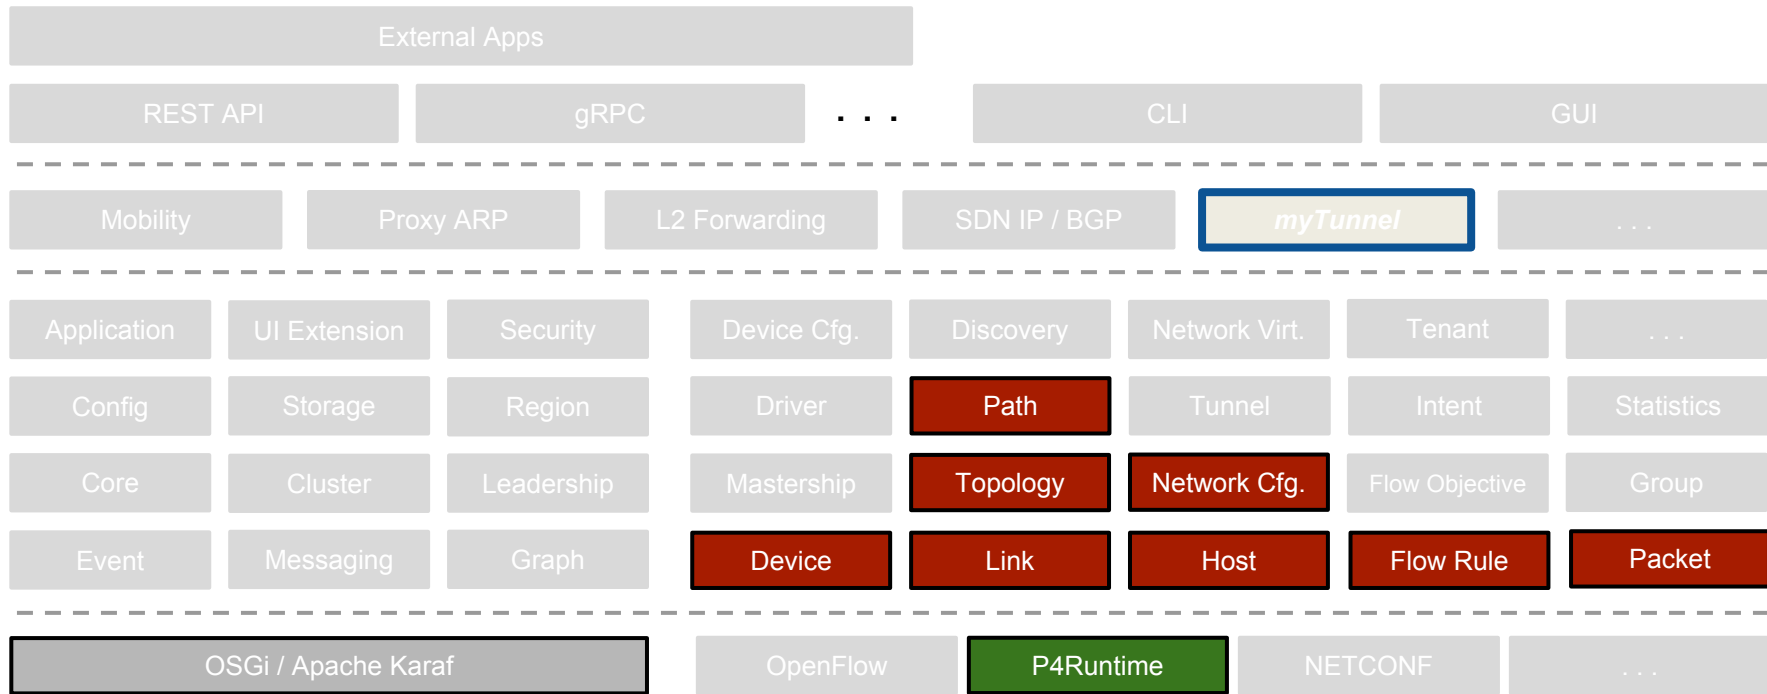 External Apps
REST API gRPC . . . CLI GUI
Mobility Proxy ARP L2 Forwarding SDN IP / BGP myTunnel . . .
Application UI Extension Security Device Cfg. Discovery Network Virt. Tenant . . .
Config Storage Region Driver Path Tunnel Intent Statistics
Core Cluster Leadership Mastership Topology Network Cfg. Flow Objective Group
Event Messaging Graph Device Link Host Flow Rule Packet
OSGi / Apache Karaf OpenFlow P4Runtime NETCONF . . .